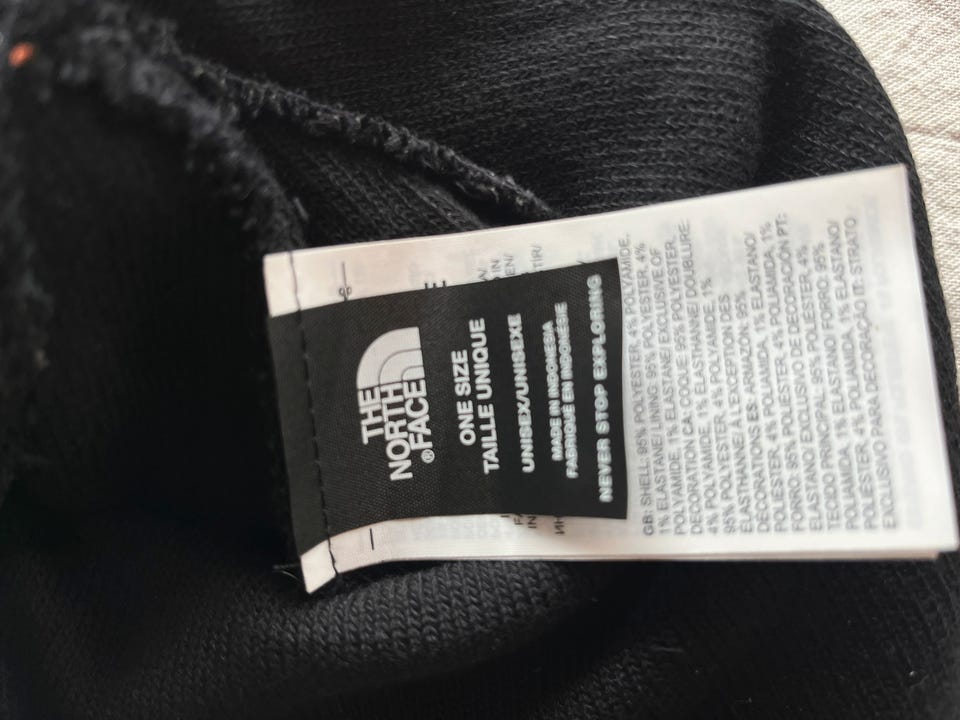 THE
NORTH
®FACE
ONE SIZE
TAILLE UNIQUE
UNISEX/UNISEXE
MADE IN INDONESIA
FABRIQUÉ EN INDONÉSIE
NEVER STOP EXPLORING
GB: SHELL: 95% POLYESTER, 4% POLYAMIDE,
1% ELASTANE/ LINING: 95% POLYESTER, 4%
POLYAMIDE, 1% ELASTANE/ EXCLUSIVE OF
DECORATION CA: COQUE: 95% POLYESTER,
4% POLYAMIDE, 1% ELASTHANNE/ DOUBLURE:
95% POLYESTER, 4% POLYAMIDE, 1%
ELASTHANNE/ A L'EXCEPTION DES
DÉCORATIONS ES: ARMAZÓN: 95%
POLIÉSTER, 4% POLIAMIDA, 1% ELASTANO/
FORRO: 95% POLIÉSTER, 4% POLIAMIDA, 1%
ELASTANO/ EXCLUSIVO DE DECORACIÓN PT:
TECIDO PRINCIPAL: 95% POLIÉSTER, 4%
POLIAMIDA, 1% ELASTANO/ FORRO: 95%
POLIÉSTER, 4% POLIAMIDA, 1% ELASTANO/
EXCLUSIVO PARA DECORAÇÃO IT: STRATO